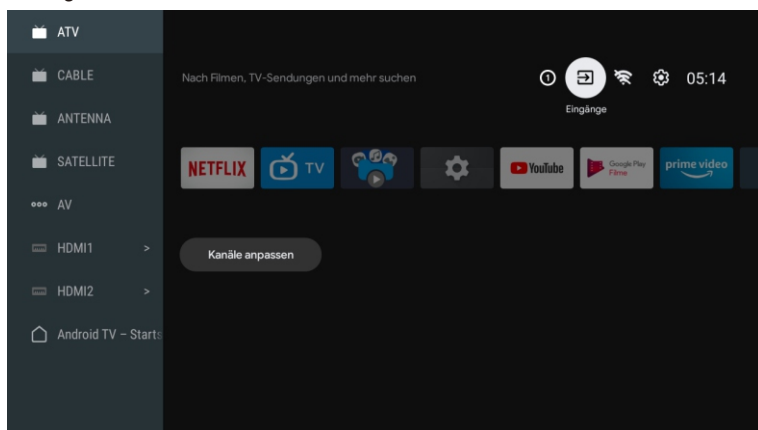 ATV
CABLE
ANTENNA
SATELLITE
AV
HDMI1 >
HDMI2 >
Android TV – Starts
Nach Filmen, TV-Sendungen und mehr suchen
1
05:14
Eingänge
NETFLIX
TV
YouTube
Google Play
Filme
prime video
Kanäle anpassen